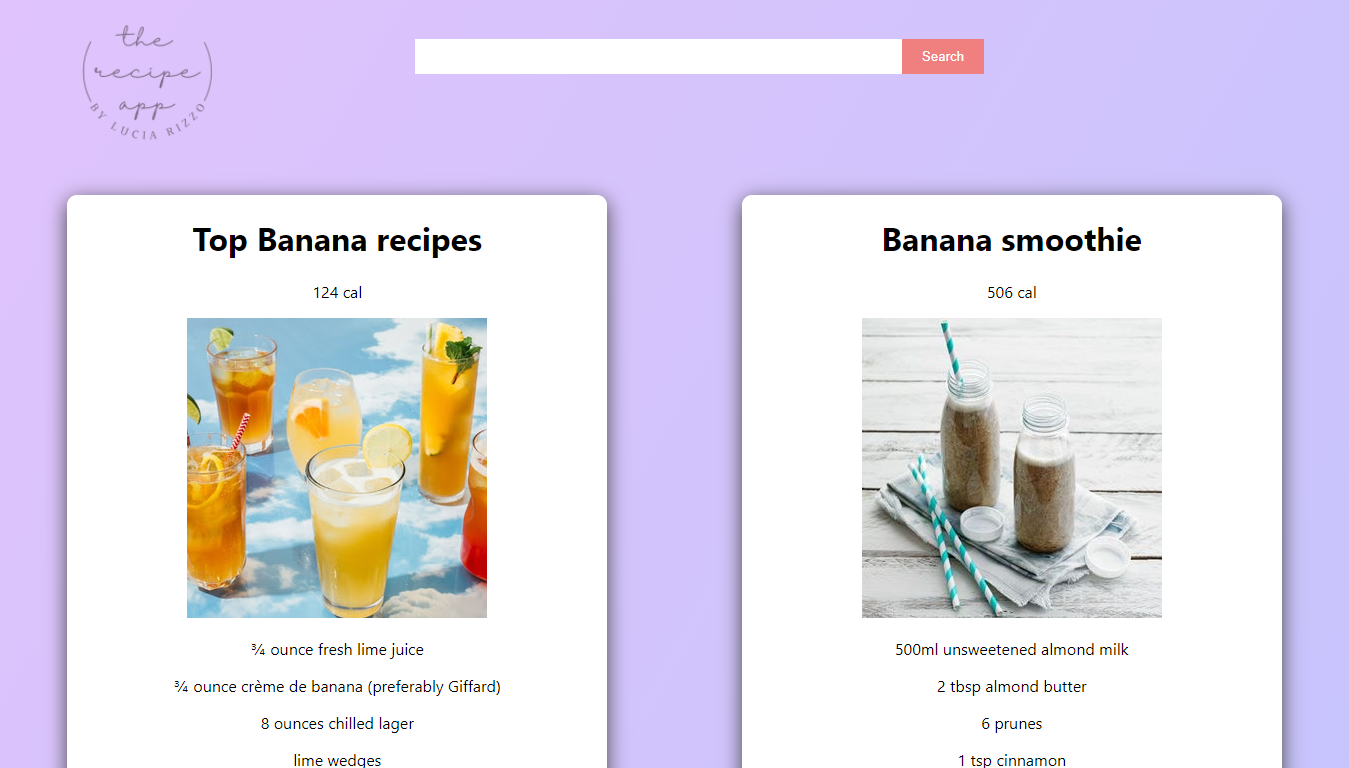 the
recipe
app
BY LUCIA RIZZO
Search
Top Banana recipes
124 cal
¾ ounce fresh lime juice
¾ ounce crème de banana (preferably Giffard)
8 ounces chilled lager
lime wedges
Banana smoothie
506 cal
500ml unsweetened almond milk
2 tbsp almond butter
6 prunes
1 tsp cinnamon